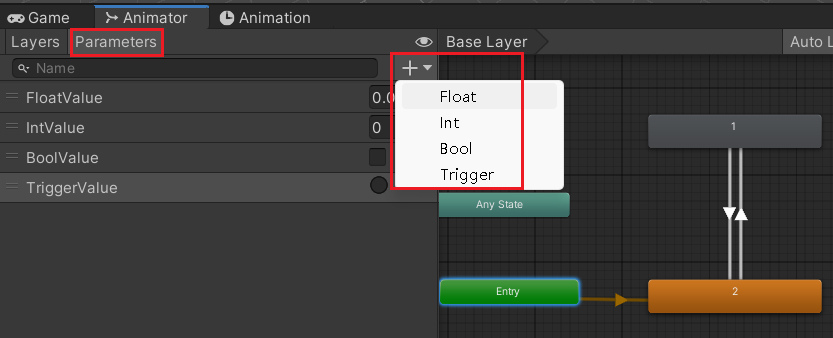 Game Animator Animation
Layers Parameters Base Layer Auto L
Name
FloatValue 0.0
IntValue 0
BoolValue
TriggerValue
Float
Int
Bool
Trigger
1
Any State
Entry
2